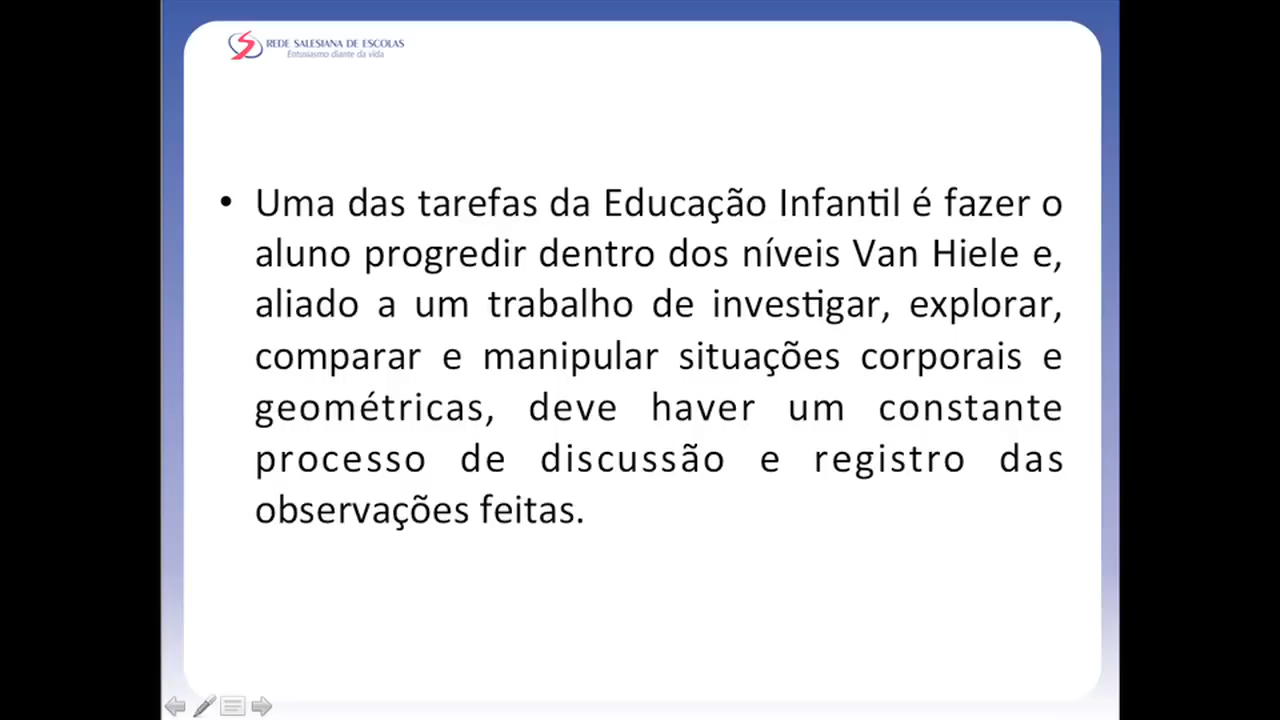 REDE SALESIANA DE ESCOLAS
Entusiasmo diante da vida
• Uma das tarefas da Educação Infantil é fazer o
aluno progredir dentro dos níveis Van Hiele e,
aliado a um trabalho de investigar, explorar,
comparar e manipular situações corporais e
geométricas, deve haver um constante
processo de discussão e registro das
observações feitas.